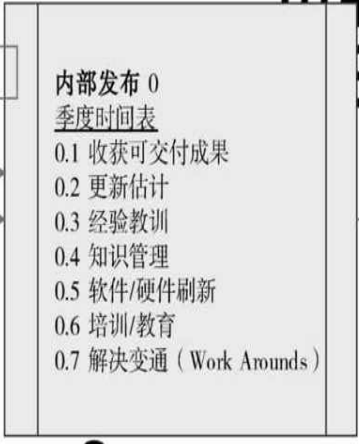 内部发布 0
季度时间表
0.1 收获可交付成果
0.2 更新估计
0.3 经验教训
0.4 知识管理
0.5 软件/硬件刷新
0.6 培训/教育
0.7 解决变通（Work Arounds）